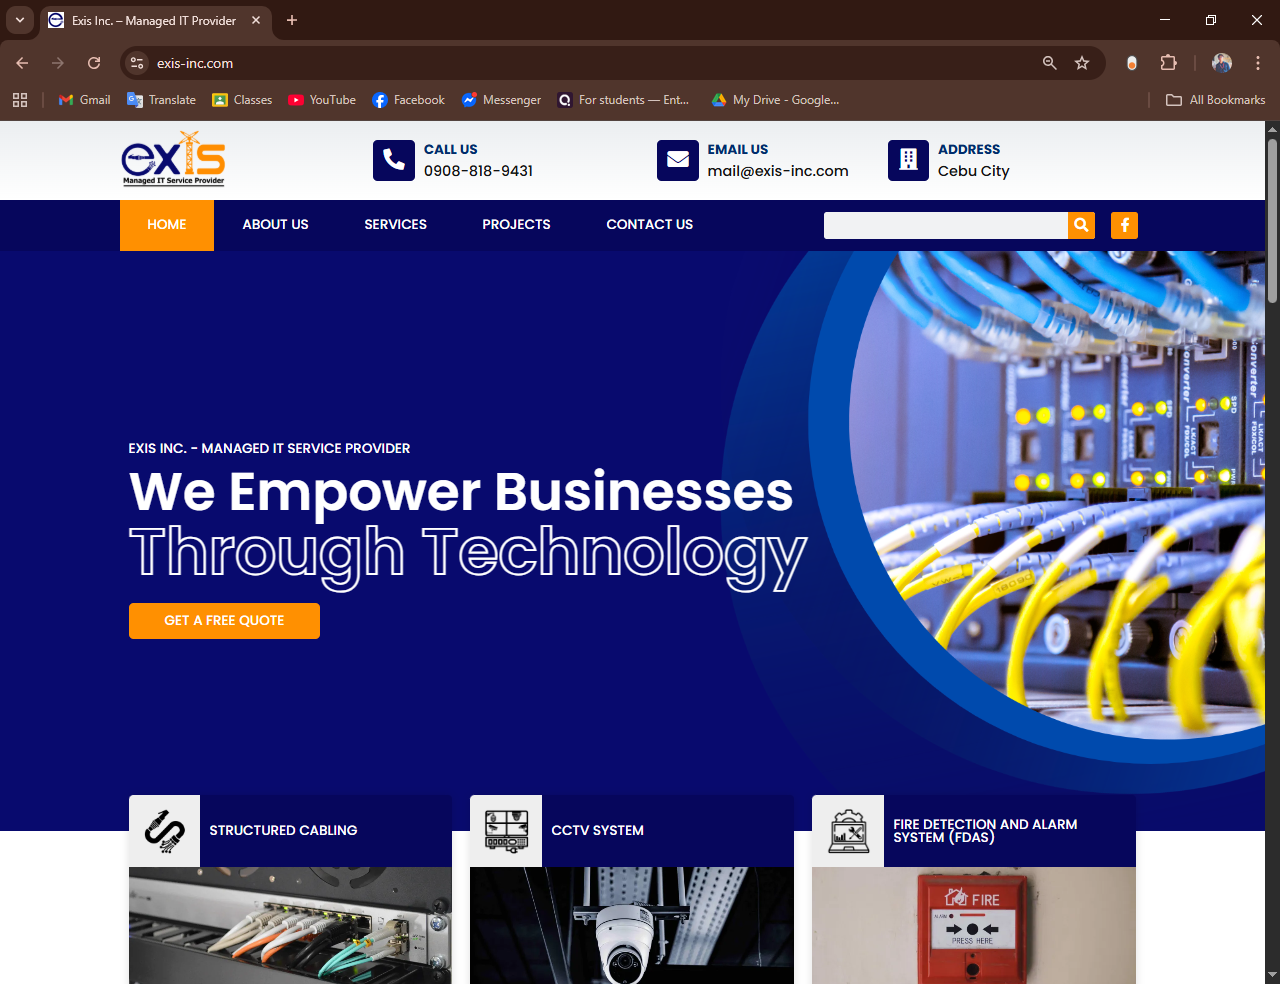 Exis Inc. – Managed IT Provider
exis-inc.com
Gmail
Translate
Classes
YouTube
Facebook
Messenger
For students — Ent...
My Drive - Google...
All Bookmarks
exis
Managed IT Service Provider
CALL US
0908-818-9431
EMAIL US
mail@exis-inc.com
ADDRESS
Cebu City
HOME
ABOUT US
SERVICES
PROJECTS
CONTACT US
EXIS INC. - MANAGED IT SERVICE PROVIDER
We Empower Businesses
Through Technology
GET A FREE QUOTE
STRUCTURED CABLING
CCTV SYSTEM
FIRE DETECTION AND ALARM
SYSTEM (FDAS)
FIRE
PRESS HERE